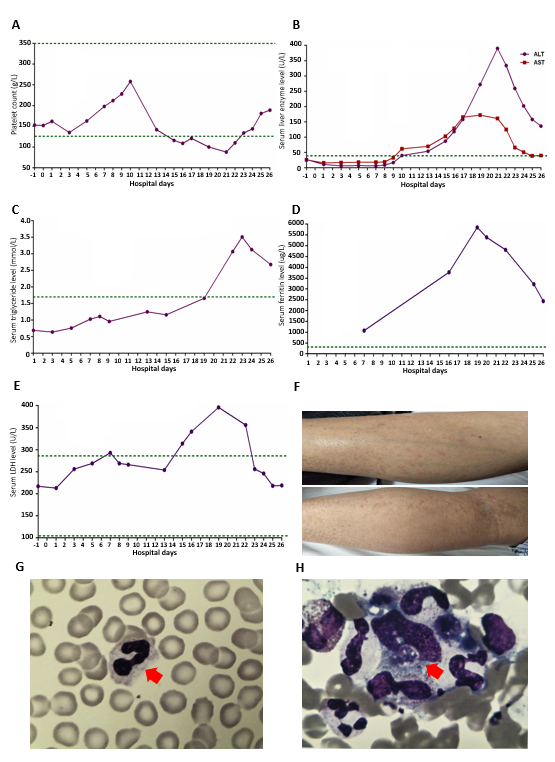 A
Platelet count (g/L)
350
300
250
200
150
100
50
-1 0 1 2 3 4 5 6 7 8 9 10 11 12 13 14 15 16 17 18 19 20 21 22 23 24 25 26
Hospital days
B
Serum liver enzyme level (U/L)
400
350
300
250
200
150
100
50
0
ALT
AST
-1 0 1 2 3 4 5 6 7 8 9 10 11 12 13 14 15 16 17 18 19 20 21 22 23 24 25 26
Hospital days
C
Serum triglyceride level (mmo/L)
4.0
3.5
3.0
2.5
2.0
1.5
1.0
0.5
0
1 2 3 4 5 6 7 8 9 10 11 12 13 14 15 16 17 18 19 20 21 22 23 24 25 26
Hospital days
D
Serum ferritin level (ug/L)
6000
5500
5000
4500
4000
3500
3000
2500
2000
1500
1000
500
0
1 2 3 4 5 6 7 8 9 10 11 12 13 14 15 16 17 18 19 20 21 22 23 24 25 26
Hospital days
E
Serum LDH level (U/L)
400
350
300
250
200
150
100
-1 0 1 2 3 4 5 6 7 8 9 10 11 12 13 14 15 16 17 18 19 20 21 22 23 24 25 26
Hospital days
F
G
H